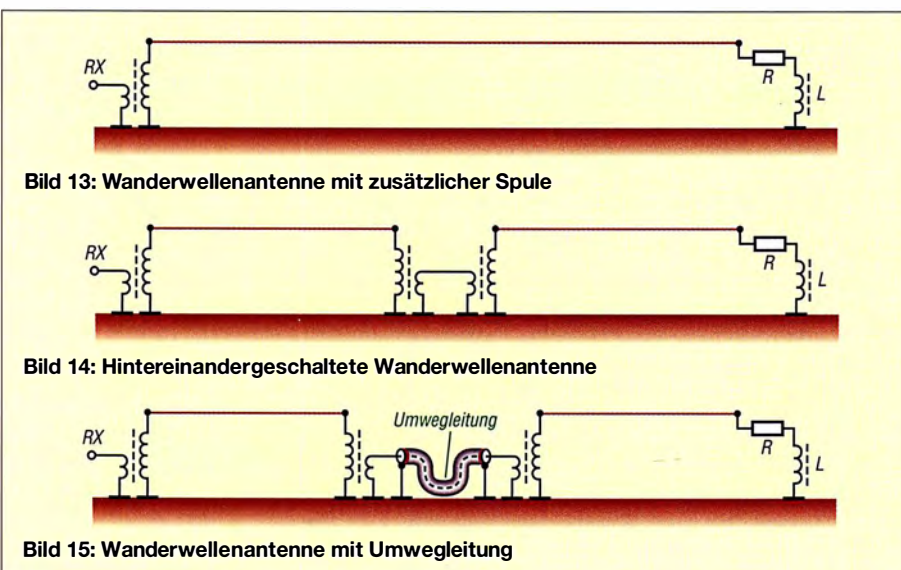 RX
R
L
Bild 13: Wanderwellenantenne mit zusätzlicher Spule
RX
R
L
Bild 14: Hintereinandergeschaltete Wanderwellenantenne
Umwegleitung
RX
R
L
Bild 15: Wanderwellenantenne mit Umwegleitung